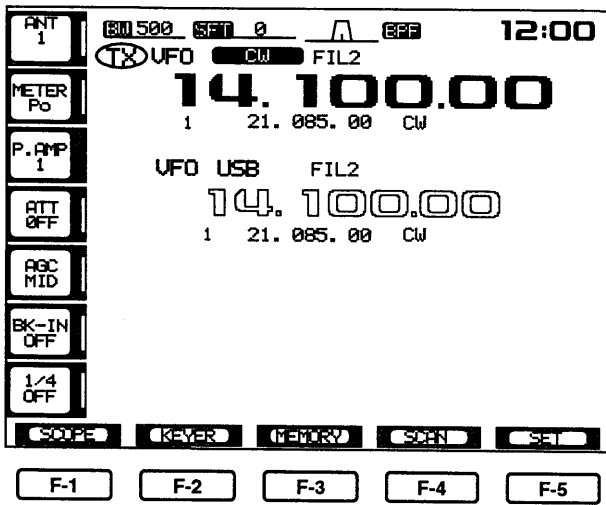 ANT
1
BW 500 SFT 0 BPF 12:00
TX VFO CW FIL2
14.100.00
1 21.085.00 CW
METER
Po
P.AMP
1
VFO USB FIL2
14.100.00
1 21.085.00 CW
ATT
OFF
AGC
MID
BK-IN
OFF
1/4
OFF
SCOPE KEYER MEMORY SCAN SET
F-1 F-2 F-3 F-4 F-5